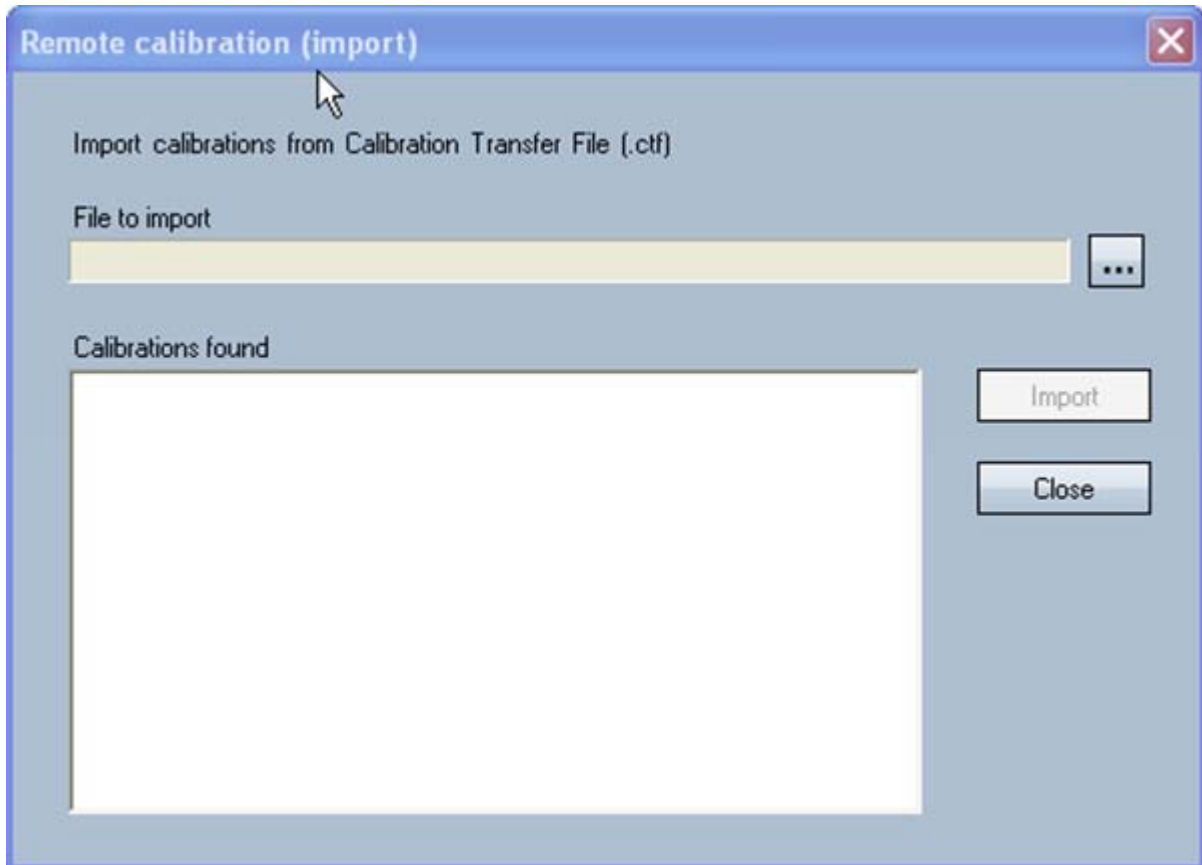 Remote calibration (import)
Import calibrations from Calibration Transfer File (.ctf)
File to import
...
Calibrations found
Import
Close